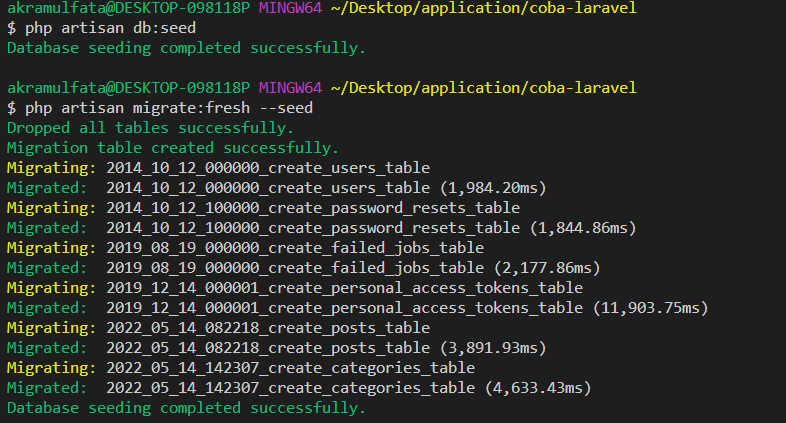 akramulfata@DESKTOP-098118P MINGW64 ~/Desktop/application/coba-laravel
$ php artisan db:seed
Database seeding completed successfully.
akramulfata@DESKTOP-098118P MINGW64 ~/Desktop/application/coba-laravel
$ php artisan migrate:fresh --seed
Dropped all tables successfully.
Migration table created successfully.
Migrating: 2014_10_12_000000_create_users_table
Migrated:  2014_10_12_000000_create_users_table (1,984.20ms)
Migrating: 2014_10_12_100000_create_password_resets_table
Migrated:  2014_10_12_100000_create_password_resets_table (1,844.86ms)
Migrating: 2019_08_19_000000_create_failed_jobs_table
Migrated:  2019_08_19_000000_create_failed_jobs_table (2,177.86ms)
Migrating: 2019_12_14_000001_create_personal_access_tokens_table
Migrated:  2019_12_14_000001_create_personal_access_tokens_table (11,903.75ms)
Migrating: 2022_05_14_082218_create_posts_table
Migrated:  2022_05_14_082218_create_posts_table (3,891.93ms)
Migrating: 2022_05_14_142307_create_categories_table
Migrated:  2022_05_14_142307_create_categories_table (4,633.43ms)
Database seeding completed successfully.